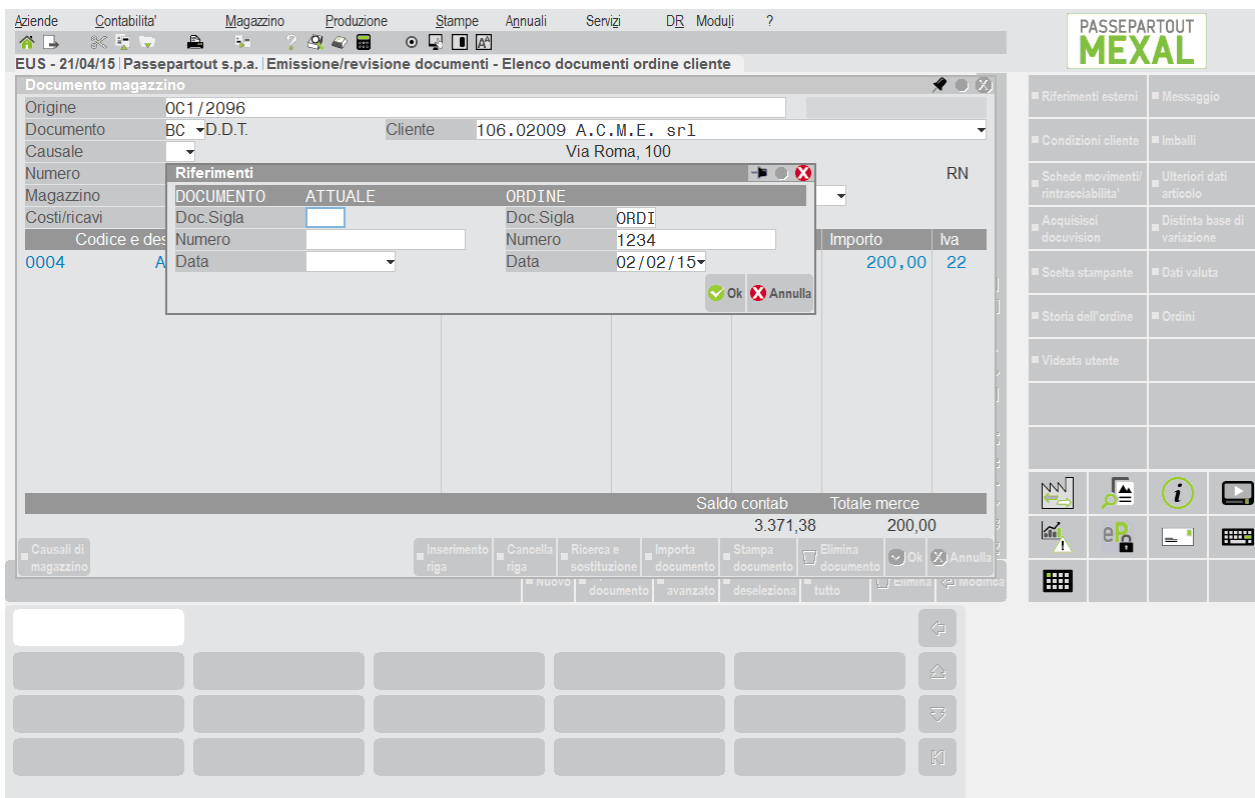 Aziende Contabilita' Magazzino Produzione Stampe Annuali Servizi DR Moduli ?
EUS - 21/04/15 Passepartout s.p.a. Emissione/revisione documenti - Elenco documenti ordine cliente
PASSEPARTOUT
MEXAL
Documento magazzino
Origine OC1/2096
Documento BC D.D.T. Cliente 106.02009 A.C.M.E. srl
Causale Via Roma, 100
Numero RN
Magazzino
Costi/ricavi
Codice e des Importo Iva
0004 A 200,00 22
Riferimenti
DOCUMENTO ATTUALE ORDINE
Doc.Sigla Doc.Sigla ORDI
Numero Numero 1234
Data Data 02/02/15
Ok Annulla
Saldo contab Totale merce
3.371,38 200,00
Causali di magazzino
Inserimento riga
Cancella riga
Ricerca e sostituzione
Importa documento
Stampa documento
Elimina documento
Ok
Annulla
Nuovo
documento
avanzato
deseleziona
tutto
Elimina
Modifica
Riferimenti esterni Messaggio
Condizioni cliente Imballi
Schede movimenti/ Ulteriori dati
rintracciabilita' articolo
Acquisisci Distinta base di
docuvision variazione
Scelta stampante Dati valuta
Storia dell'ordine Ordini
Videata utente